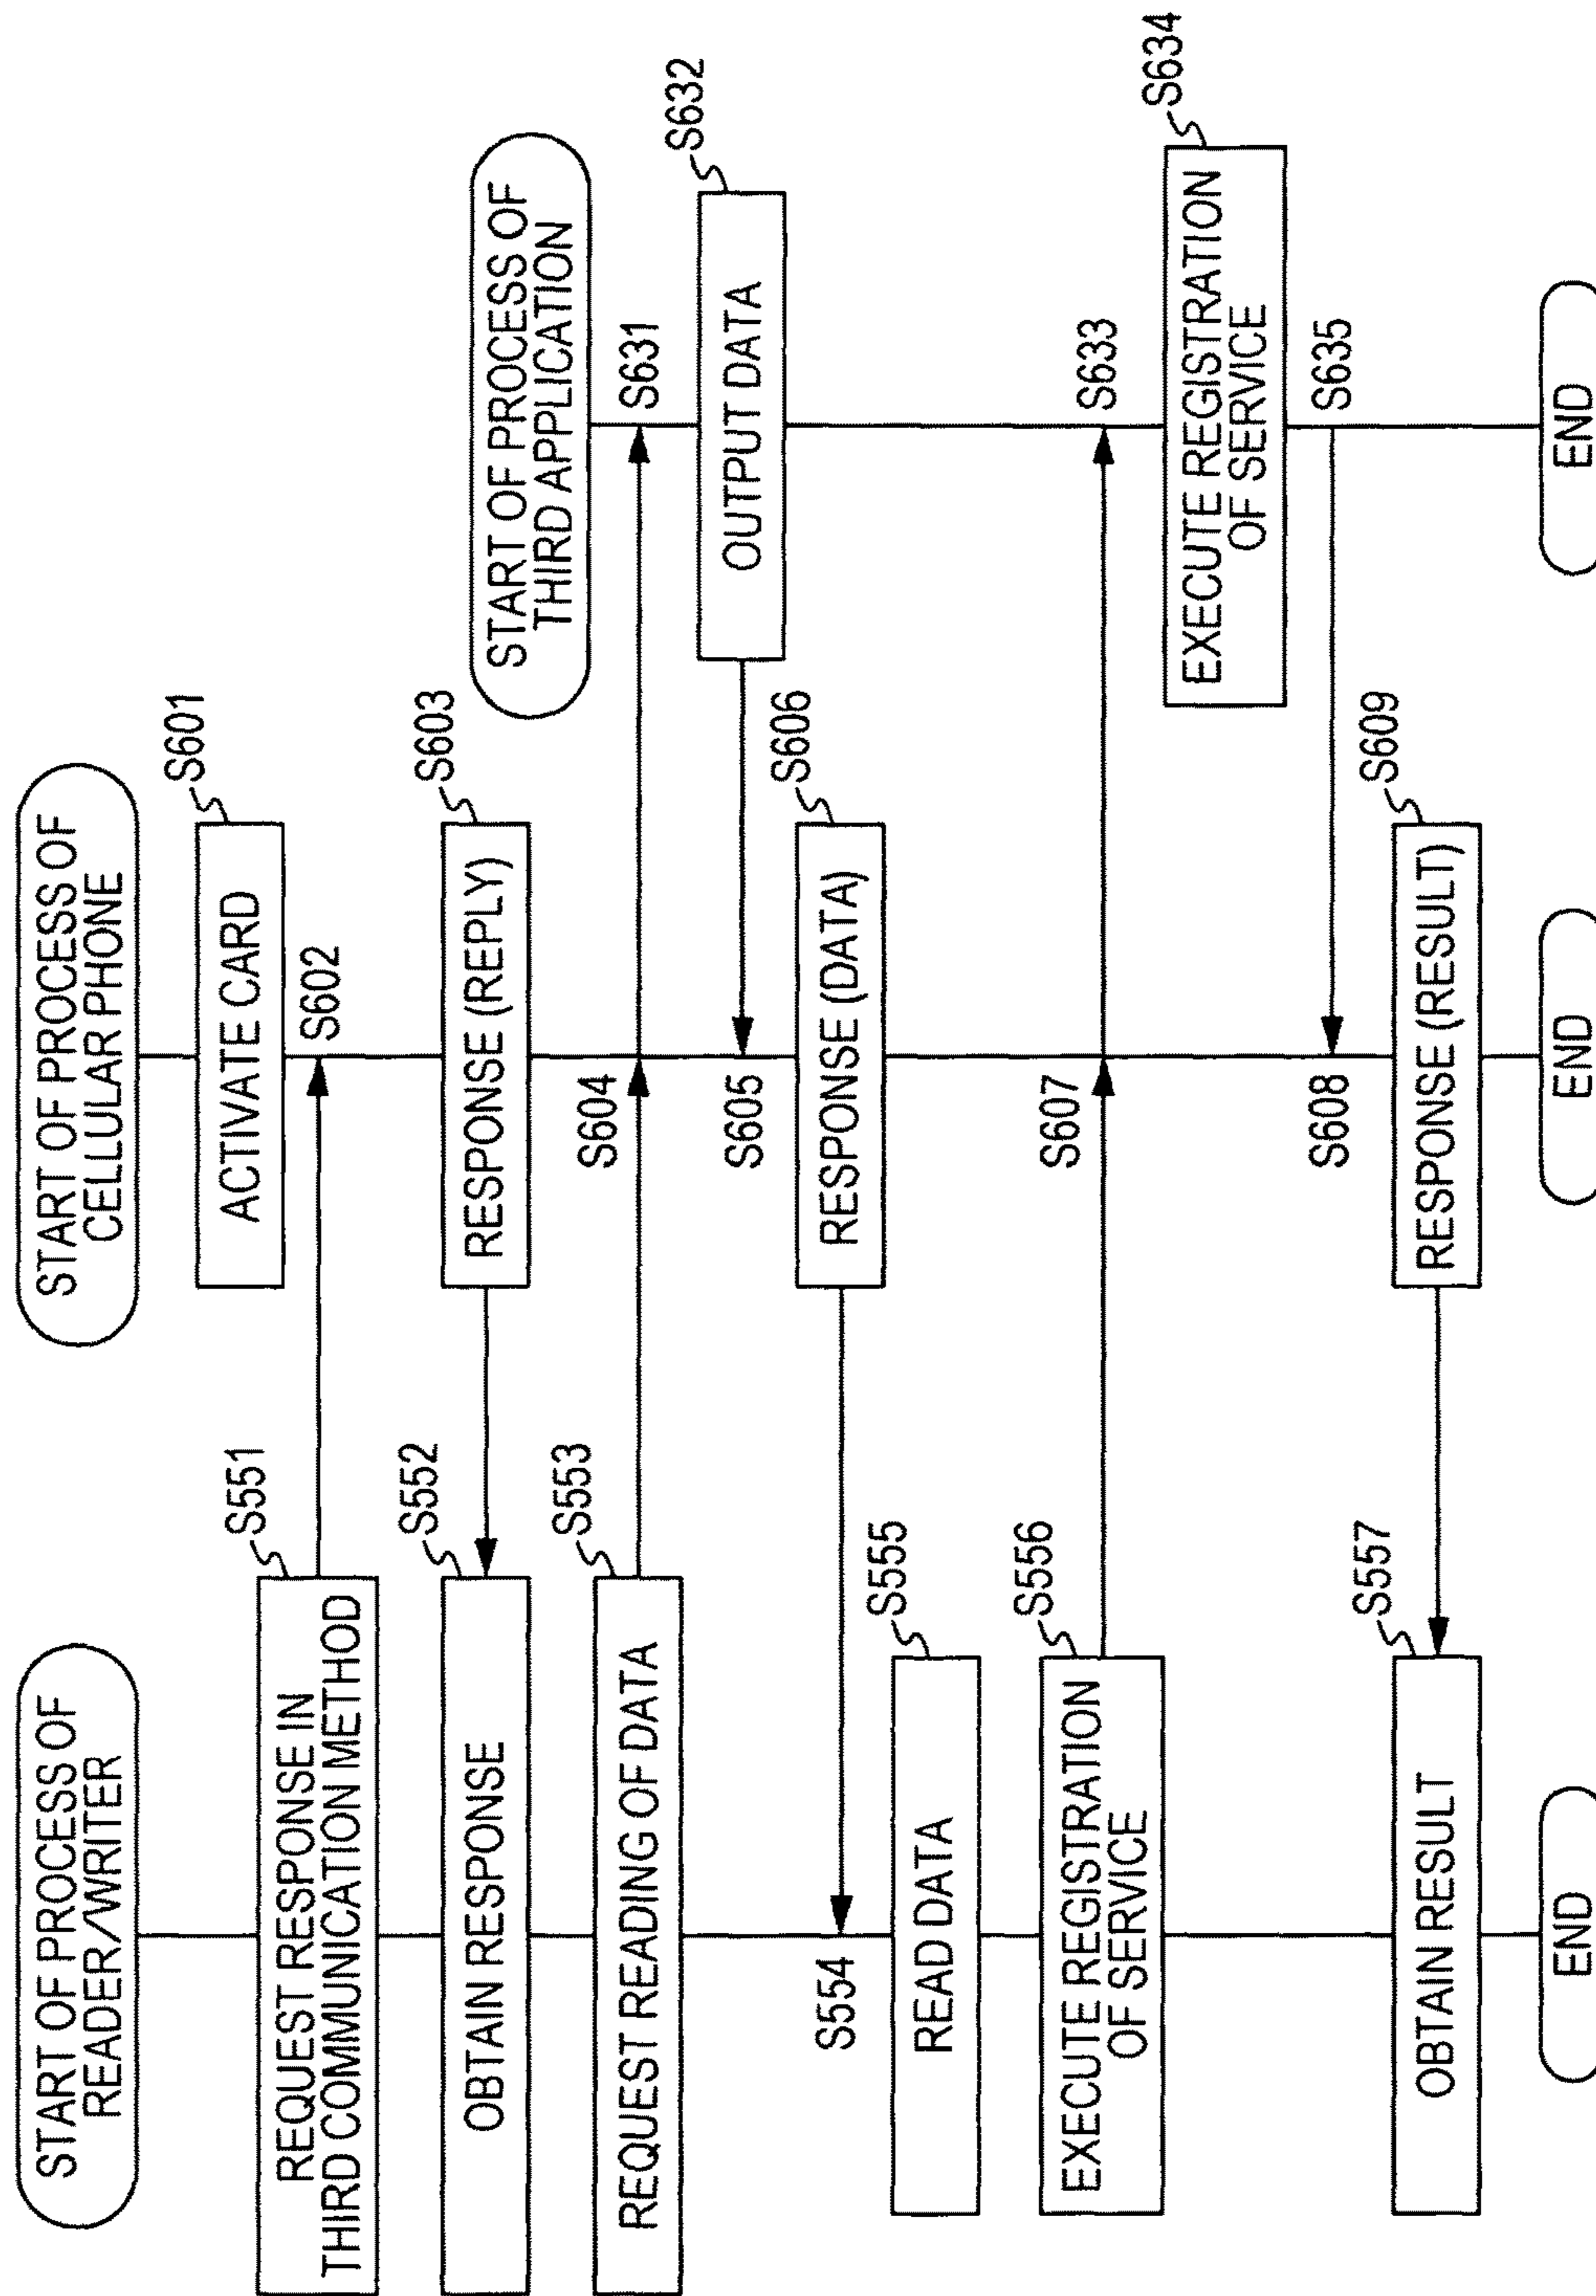 START OF PROCESS OF
READER/WRITER
START OF PROCESS OF
CELLULAR PHONE
S601
ACTIVATE CARD
S551
REQUEST RESPONSE IN
THIRD COMMUNICATION METHOD
S602
S552
OBTAIN RESPONSE
S603
RESPONSE (REPLY)
START OF PROCESS OF
THIRD APPLICATION
S553
REQUEST READING OF DATA
S604
S631
S632
OUTPUT DATA
S605
S606
RESPONSE (DATA)
S554
S555
READ DATA
S556
EXECUTE REGISTRATION
OF SERVICE
S607
S633
S634
EXECUTE REGISTRATION
OF SERVICE
S635
S608
S609
RESPONSE (RESULT)
S557
OBTAIN RESULT
END
END
END